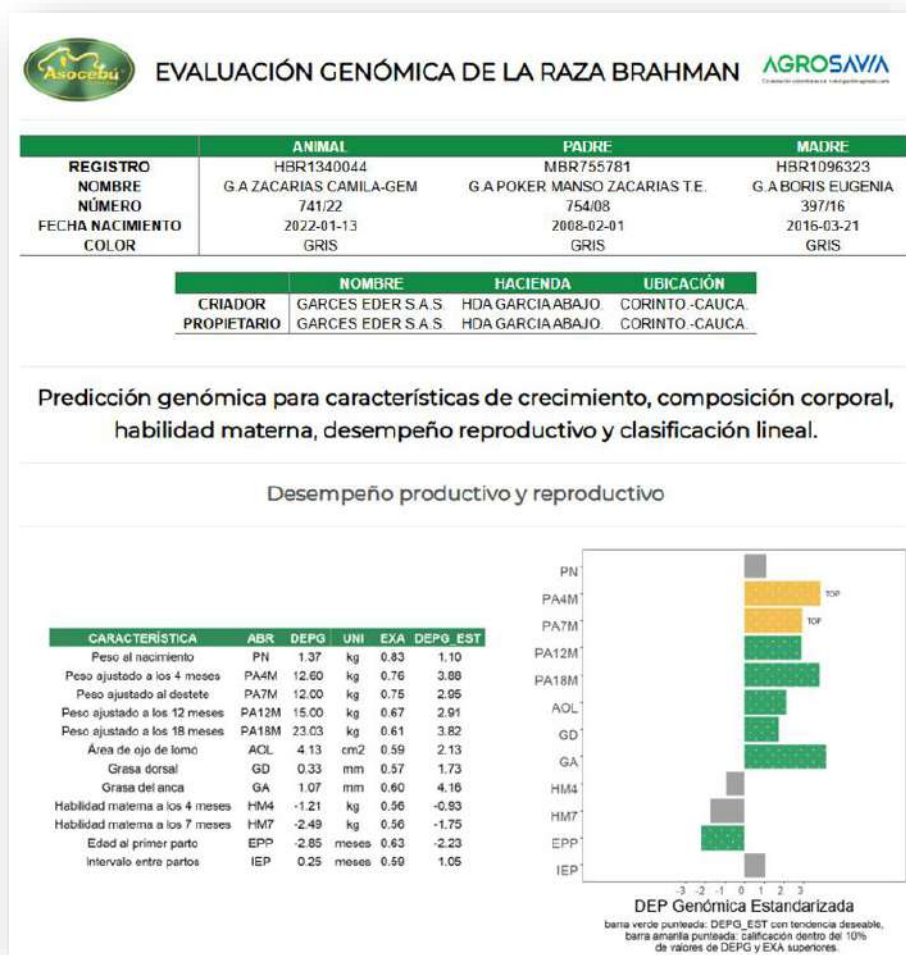 Asocebú
EVALUACIÓN GENÓMICA DE LA RAZA BRAHMAN
AGROSAVIA
ANIMAL PADRE MADRE
REGISTRO HBR1340044 MBR755781 HBR1096323
NOMBRE G.A ZACARIAS CAMILA-GEM G.A POKER MANSO ZACARIAS T.E. G.A BORIS EUGENIA
NÚMERO 741/22 754/08 397/16
FECHA NACIMIENTO 2022-01-13 2008-02-01 2016-03-21
COLOR GRIS GRIS GRIS
NOMBRE HACIENDA UBICACIÓN
CRIADOR GARCES EDER S.A.S. HDA GARCIA ABAJO. CORINTO.-CAUCA.
PROPIETARIO GARCES EDER S.A.S. HDA GARCIA ABAJO. CORINTO.-CAUCA.
Predicción genómica para características de crecimiento, composición corporal,
habilidad materna, desempeño reproductivo y clasificación lineal.
Desempeño productivo y reproductivo
CARACTERÍSTICA ABR DEPG UNI EXA DEPG_EST
Peso al nacimiento PN 1.37 kg 0.83 1.10
Peso ajustado a los 4 meses PA4M 12.60 kg 0.76 3.88
Peso ajustado al destete PA7M 12.00 kg 0.75 2.95
Peso ajustado a los 12 meses PA12M 15.00 kg 0.67 2.91
Peso ajustado a los 18 meses PA18M 23.03 kg 0.61 3.82
Área de ojo de lomo AOL 4.13 cm2 0.59 2.13
Grasa dorsal GD 0.33 mm 0.57 1.73
Grasa del anca GA 1.07 mm 0.60 4.16
Habilidad materna a los 4 meses HM4 -1.21 kg 0.56 -0.93
Habilidad materna a los 7 meses HM7 -2.49 kg 0.56 -1.75
Edad al primer parto EPP -2.85 meses 0.63 -2.23
Intervalo entre partos IEP 0.25 meses 0.59 1.05
PN
PA4M TOP
PA7M TOP
PA12M
PA18M
AOL
GD
GA
HM4
HM7
EPP
IEP
-3 -2 -1 0 1 2 3
DEP Genómica Estandarizada
barra verde punteada: DEPG_EST con tendencia deseable,
barra amarilla punteada: calificación dentro del 10%
de valores de DEPG y EXA superiores.